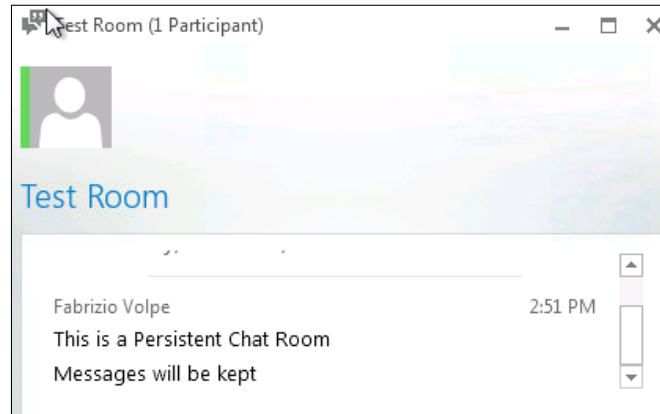 Test Room (1 Participant)
Test Room
Fabrizio Volpe 2:51 PM
This is a Persistent Chat Room
Messages will be kept